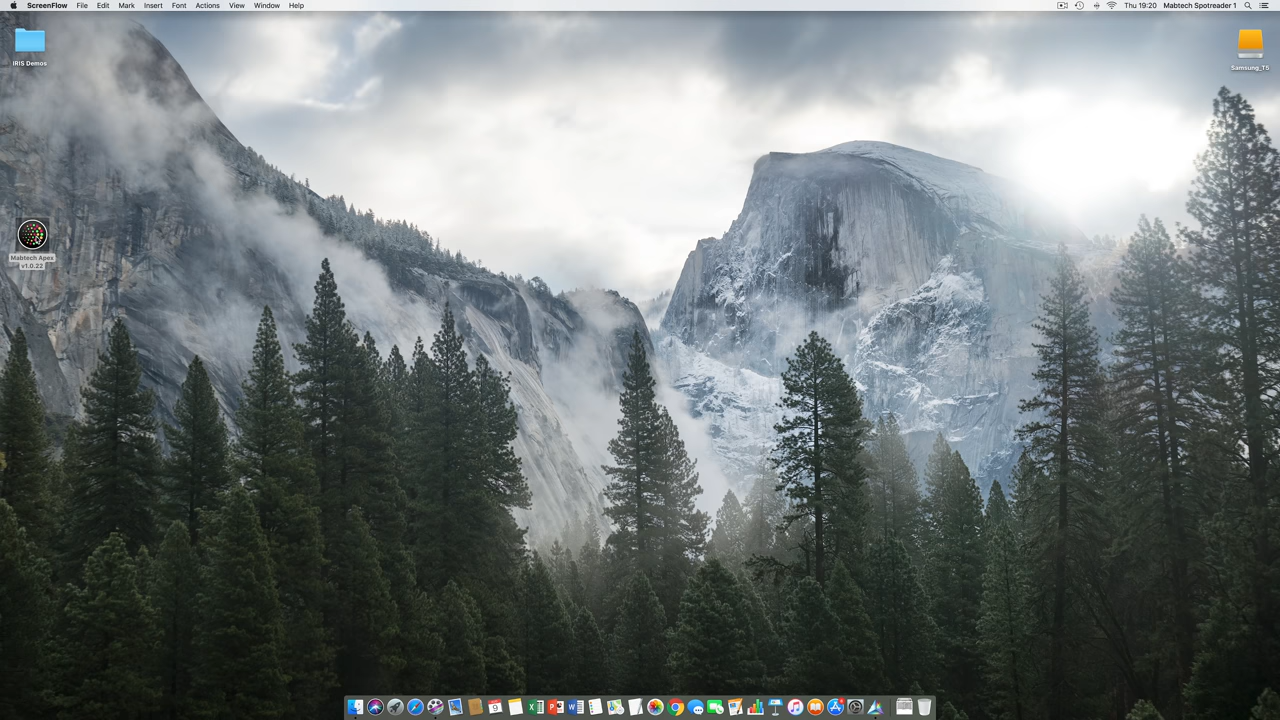 ScreenFlow File Edit Mark Insert Font Actions View Window Help Thu 19:20 Mabtech Spotreader 1
IRIS Demos
Samsung_T5
Mabtech Apex
v1.0.22